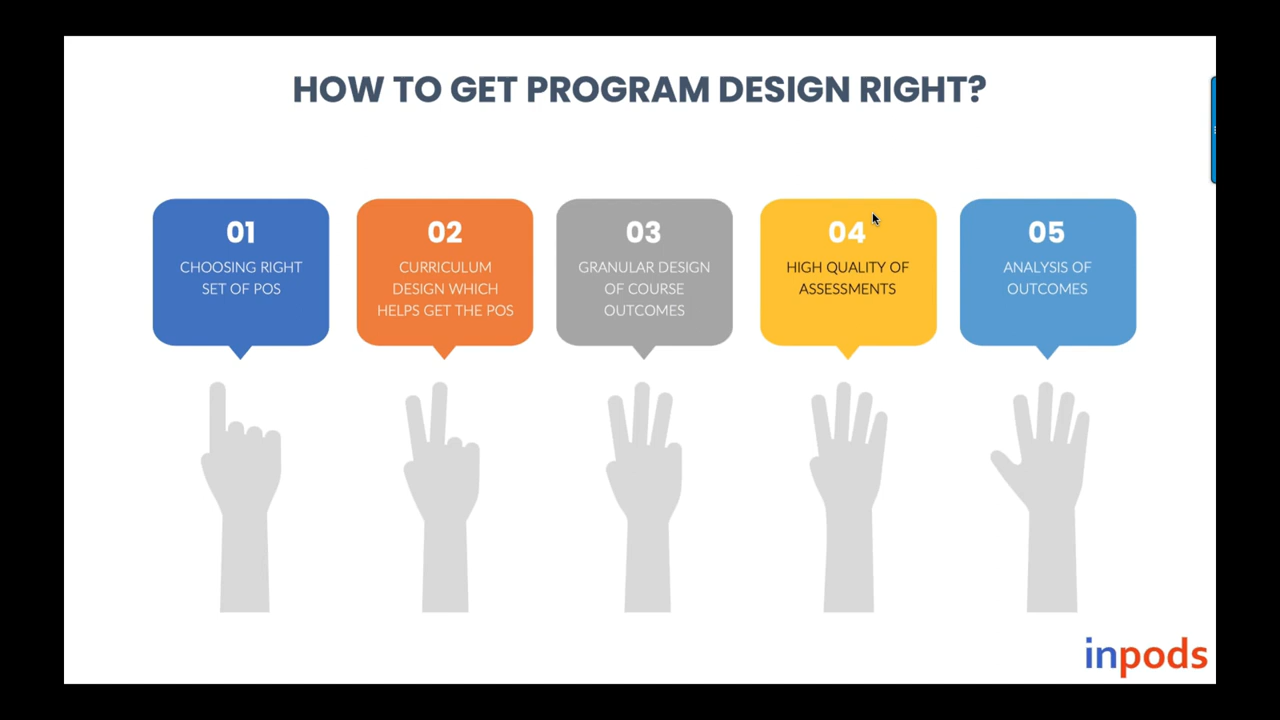 HOW TO GET PROGRAM DESIGN RIGHT?
01
CHOOSING RIGHT
SET OF POS
02
CURRICULUM
DESIGN WHICH
HELPS GET THE POS
03
GRANULAR DESIGN
OF COURSE
OUTCOMES
04
HIGH QUALITY OF
ASSESSMENTS
05
ANALYSIS OF
OUTCOMES
inpods